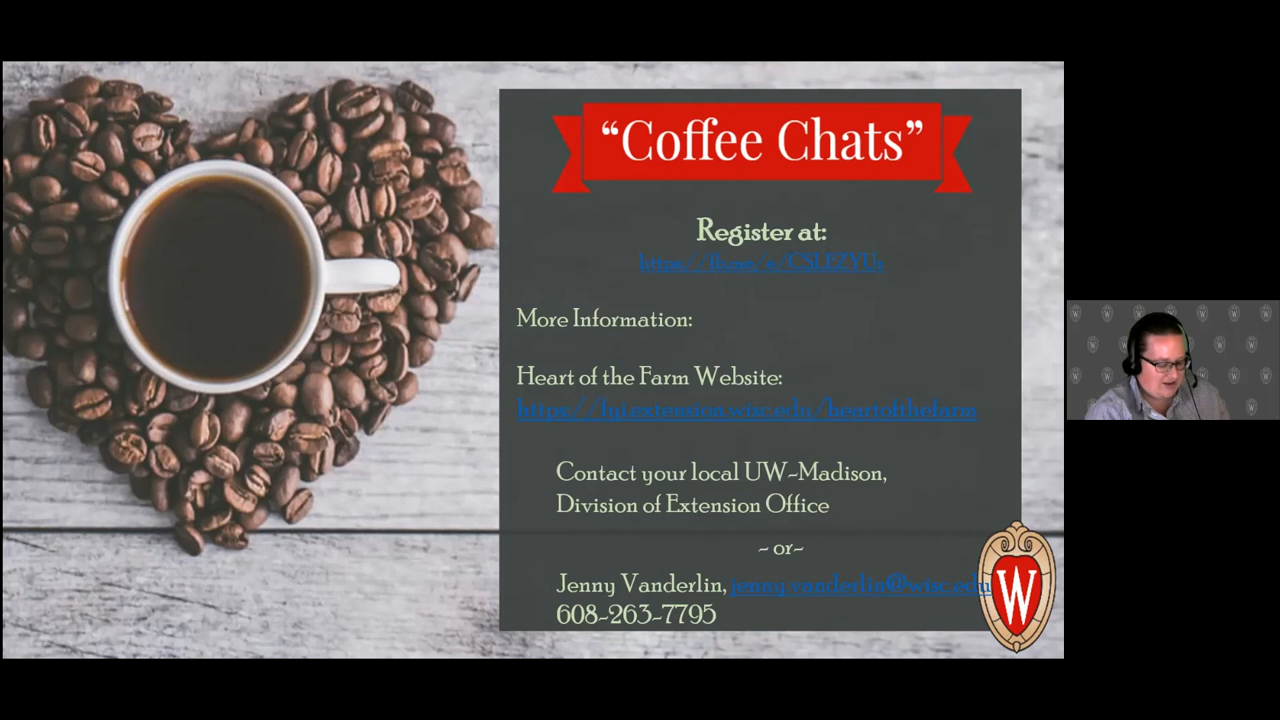 “Coffee Chats”
Register at:
More Information:
Heart of the Farm Website:
https://fyi.extension.wisc.edu/heartofthefarm
Contact your local UW-Madison,
Division of Extension Office
~ or~
Jenny Vanderlin, jenny.vanderlin@wisc.edu
608-263-7795
W